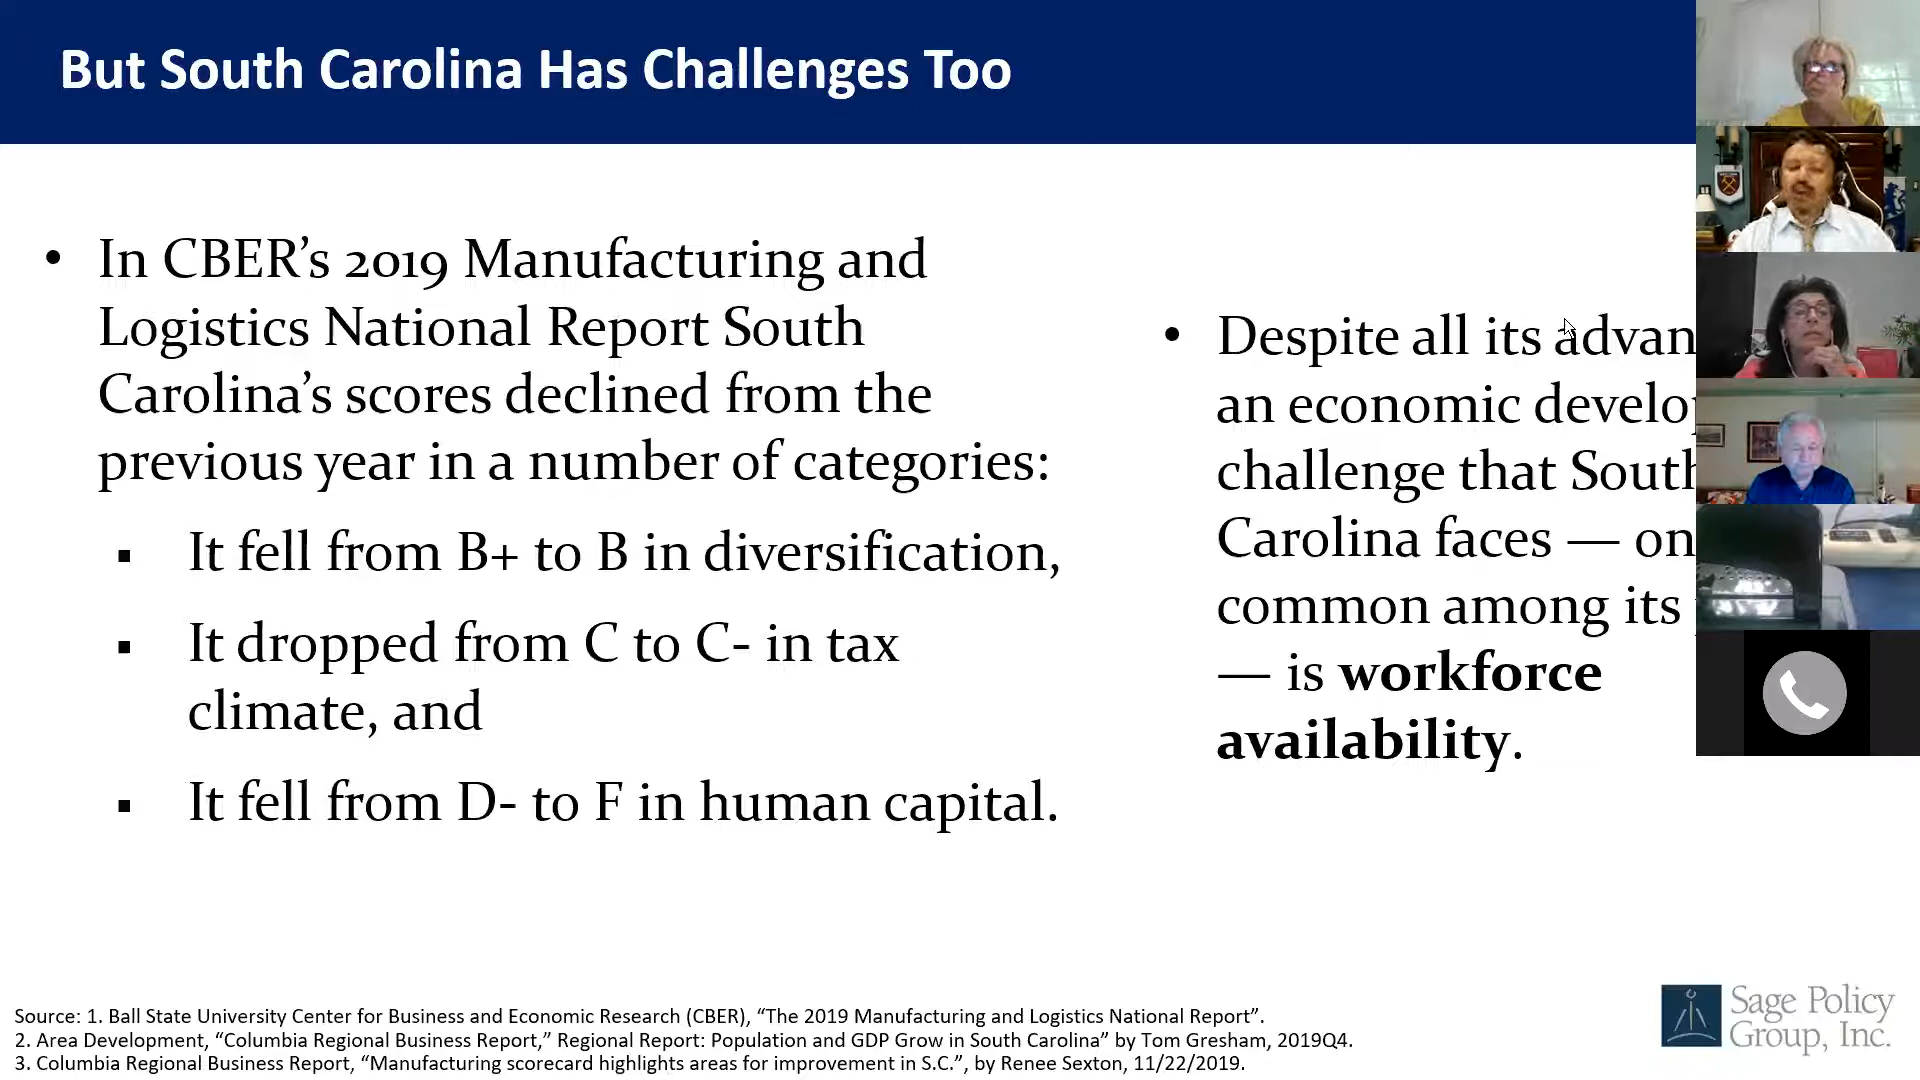 But South Carolina Has Challenges Too
• In CBER’s 2019 Manufacturing and
Logistics National Report South
Carolina’s scores declined from the
previous year in a number of categories:
▪ It fell from B+ to B in diversification,
▪ It dropped from C to C- in tax
climate, and
▪ It fell from D- to F in human capital.
• Despite all its advan
an economic develo
challenge that South
Carolina faces — on
common among its
— is workforce
availability.
Source: 1. Ball State University Center for Business and Economic Research (CBER), “The 2019 Manufacturing and Logistics National Report”.
2. Area Development, “Columbia Regional Business Report,” Regional Report: Population and GDP Grow in South Carolina” by Tom Gresham, 2019Q4.
3. Columbia Regional Business Report, “Manufacturing scorecard highlights areas for improvement in S.C.”, by Renee Sexton, 11/22/2019.
Sage Policy
Group, Inc.